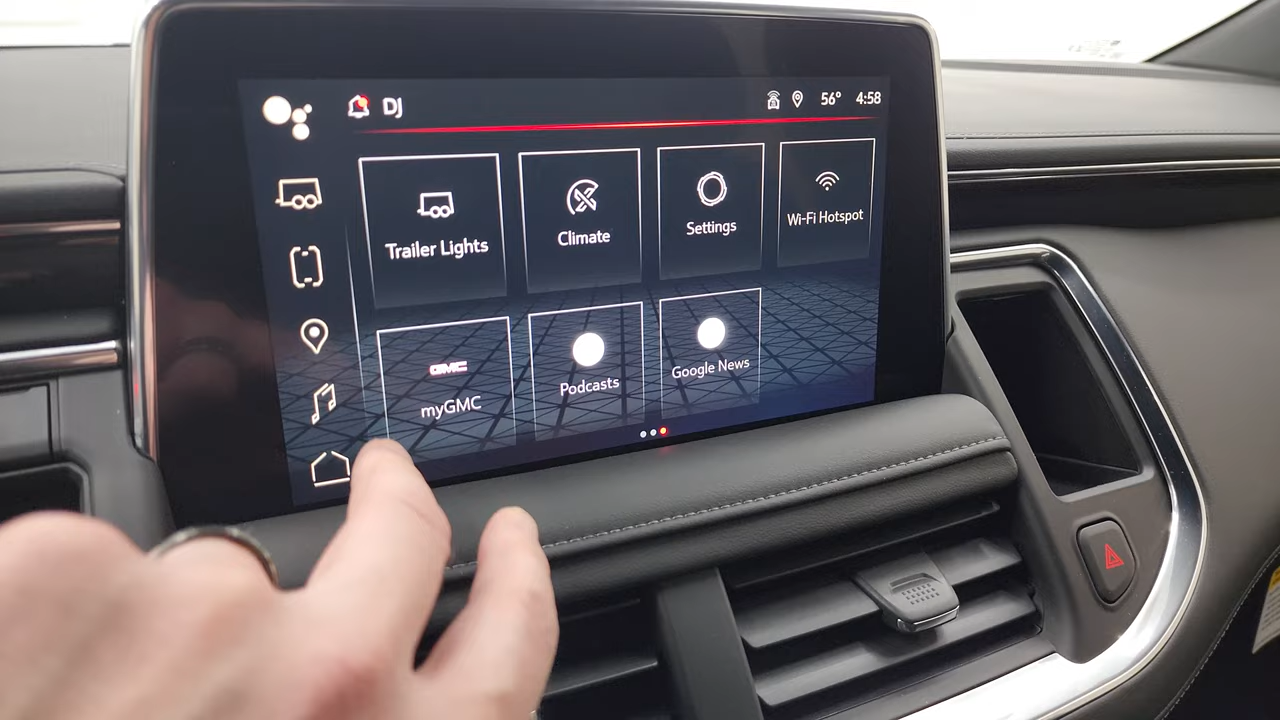 DJ
56° 4:58
Trailer Lights
Climate
Settings
Wi-Fi Hotspot
GMC
myGMC
Podcasts
Google News